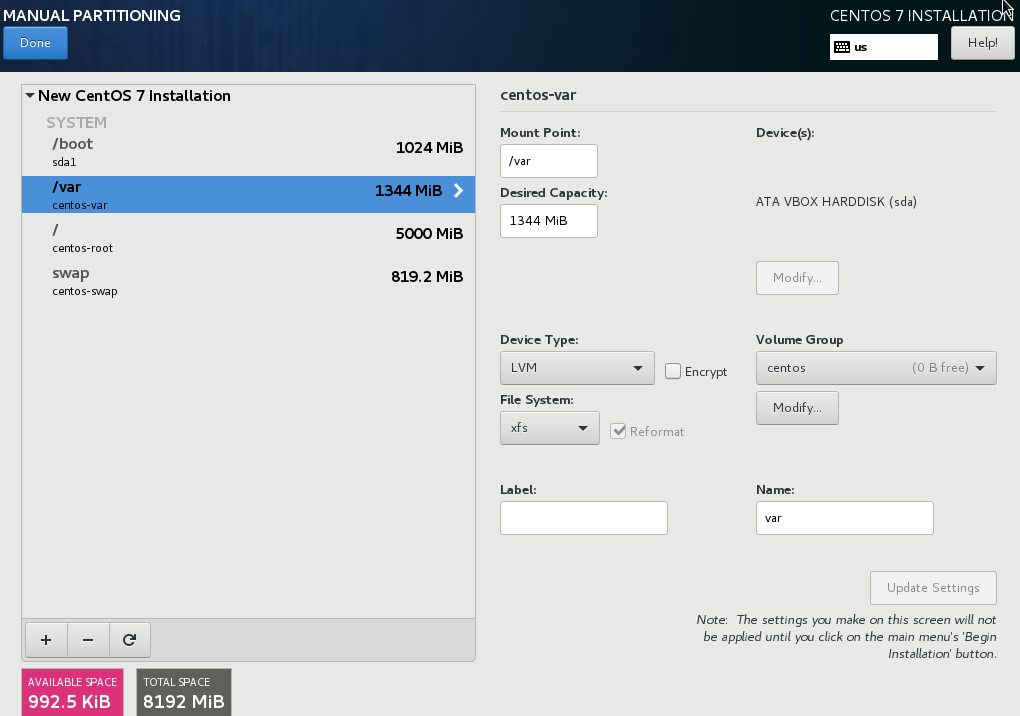 MANUAL PARTITIONING
CENTOS 7 INSTALLATION
Done
us
Help!
New CentOS 7 Installation
SYSTEM
/boot
1024 MiB
sda1
/var
1344 MiB
centos-var
/
5000 MiB
centos-root
swap
819.2 MiB
centos-swap
+
−
AVAILABLE SPACE
992.5 KiB
TOTAL SPACE
8192 MiB
centos-var
Mount Point:
/var
Device(s):
Desired Capacity:
1344 MiB
ATA VBOX HARDDISK (sda)
Modify...
Device Type:
LVM
Encrypt
Volume Group
centos (0 B free)
Modify...
File System:
xfs
Reformat
Label:
Name:
var
Update Settings
Note: The settings you make on this screen will not
be applied until you click on the main menu's 'Begin
Installation' button.